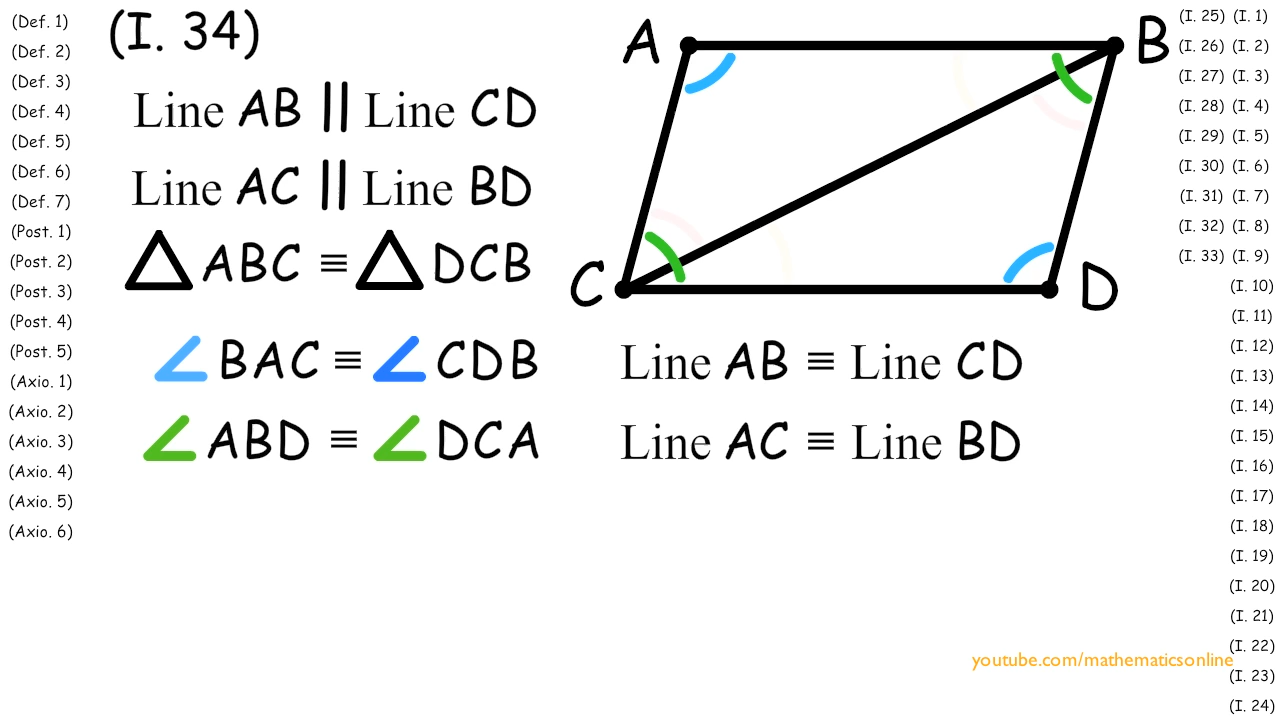 (Def. 1)
(Def. 2)
(Def. 3)
(Def. 4)
(Def. 5)
(Def. 6)
(Def. 7)
(Post. 1)
(Post. 2)
(Post. 3)
(Post. 4)
(Post. 5)
(Axio. 1)
(Axio. 2)
(Axio. 3)
(Axio. 4)
(Axio. 5)
(Axio. 6)
(I. 34)
Line AB || Line CD
Line AC || Line BD
△ ABC ≡ △ DCB
∠ BAC ≡ ∠ CDB
∠ ABD ≡ ∠ DCA
A
B
C
D
Line AB ≡ Line CD
Line AC ≡ Line BD
(I. 25) (I. 1)
(I. 26) (I. 2)
(I. 27) (I. 3)
(I. 28) (I. 4)
(I. 29) (I. 5)
(I. 30) (I. 6)
(I. 31) (I. 7)
(I. 32) (I. 8)
(I. 33) (I. 9)
(I. 10)
(I. 11)
(I. 12)
(I. 13)
(I. 14)
(I. 15)
(I. 16)
(I. 17)
(I. 18)
(I. 19)
(I. 20)
(I. 21)
(I. 22)
(I. 23)
(I. 24)
youtube.com/mathematicsonline